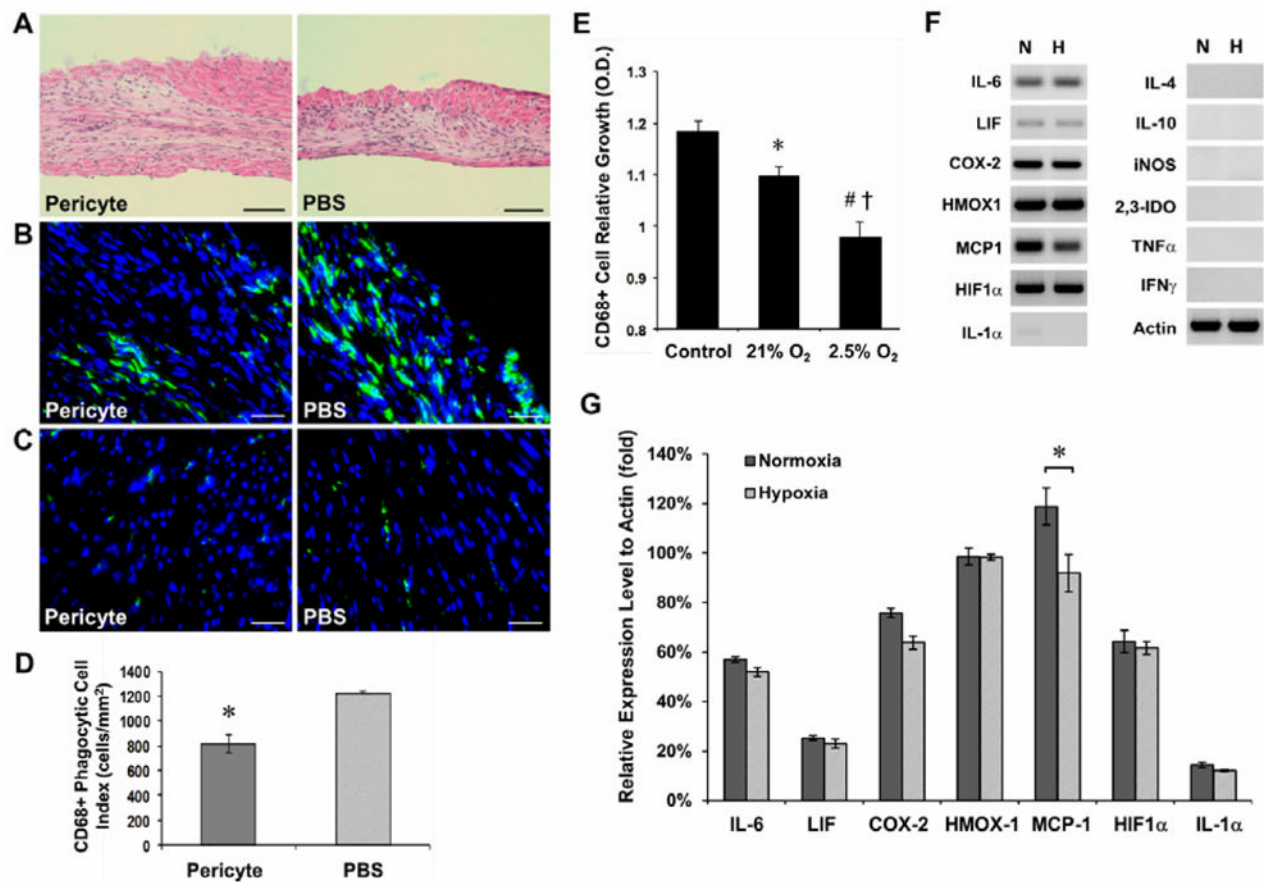 A
Pericyte
PBS
B
Pericyte
PBS
C
Pericyte
PBS
D
CD68+ Phagocytic Cell
Index (cells/mm²)
1400
1200
1000
800
600
400
200
0
*
Pericyte
PBS
E
CD68+ Cell Relative Growth (O.D.)
1.3
1.2
1.1
1
0.9
0.8
*
# †
Control
21% O₂
2.5% O₂
F
N H
IL-6
LIF
COX-2
HMOX1
MCP1
HIF1α
IL-1α
N H
IL-4
IL-10
iNOS
2,3-IDO
TNFα
IFNγ
Actin
G
Relative Expression Level to Actin (fold)
140%
120%
100%
80%
60%
40%
20%
0%
Normoxia
Hypoxia
*
IL-6
LIF
COX-2
HMOX-1
MCP-1
HIF1α
IL-1α